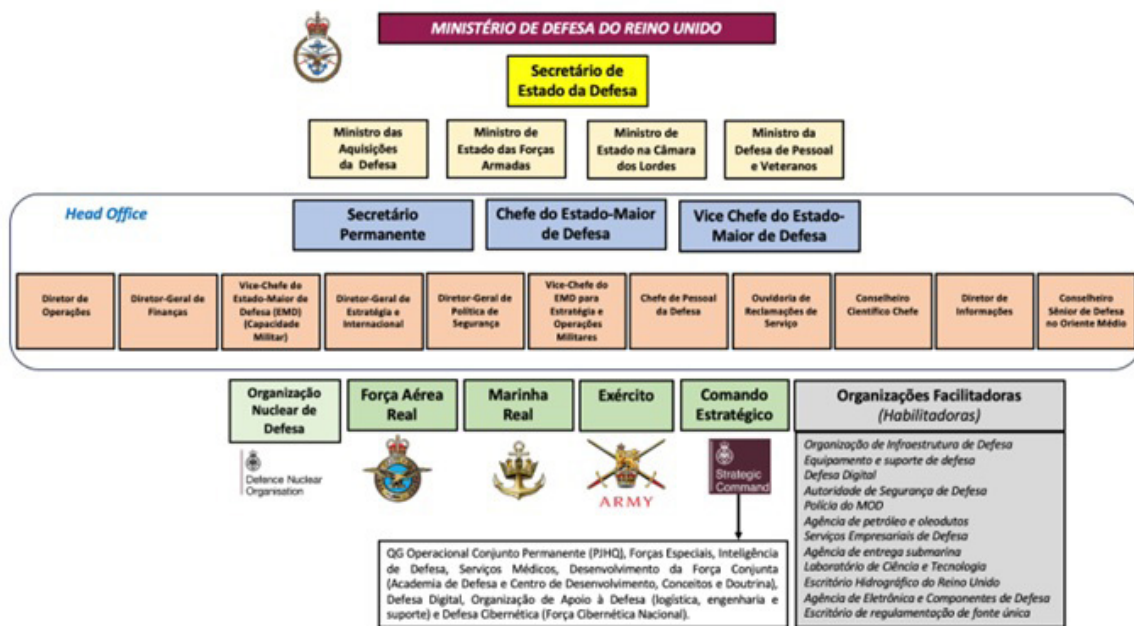 MINISTÉRIO DE DEFESA DO REINO UNIDO
Secretário de
Estado da Defesa
Ministro das
Aquisições
da Defesa
Ministro de
Estado das Forças
Armadas
Ministro de
Estado na Câmara
dos Lordes
Ministro da
Defesa de Pessoal
e Veteranos
Head Office
Secretário
Permanente
Chefe do Estado-Maior
de Defesa
Vice Chefe do Estado-
Maior de Defesa
Diretor de
Operações
Diretor-Geral de
Finanças
Vice-Chefe do
Estado-Maior de
Defesa (EMD)
(Capacidade
Militar)
Diretor-Geral de
Estratégia e
Internacional
Diretor-Geral de
Política de
Segurança
Vice-Chefe do
EMD para
Estratégia e
Operações
Militares
Chefe de Pessoal
da Defesa
Ouvidoria de
Reclamações de
Serviço
Conselheiro
Científico Chefe
Diretor de
Informações
Conselheiro
Sênior de Defesa
no Oriente Médio
Organização
Nuclear de
Defesa
Força Aérea
Real
Marinha
Real
Exército
Comando
Estratégico
Organizações Facilitadoras
(Habilitadoras)
Defence Nuclear
Organisation
ARMY
Strategic
Command
Organização de Infraestrutura de Defesa
Equipamento e suporte de defesa
Defesa Digital
Autoridade de Segurança de Defesa
Polícia do MOD
Agência de petróleo e oleodutos
Serviços Empresariais de Defesa
Agência de entrega submarina
Laboratório de Ciência e Tecnologia
Escritório Hidrográfico do Reino Unido
Agência de Eletrônica e Componentes de Defesa
Escritório de regulamentação de fonte única
QG Operacional Conjunto Permanente (PJHQ), Forças Especiais, Inteligência
de Defesa, Serviços Médicos, Desenvolvimento da Força Conjunta
(Academia de Defesa e Centro de Desenvolvimento, Conceitos e Doutrina),
Defesa Digital, Organização de Apoio à Defesa (logística, engenharia e
suporte) e Defesa Cibernética (Força Cibernética Nacional).